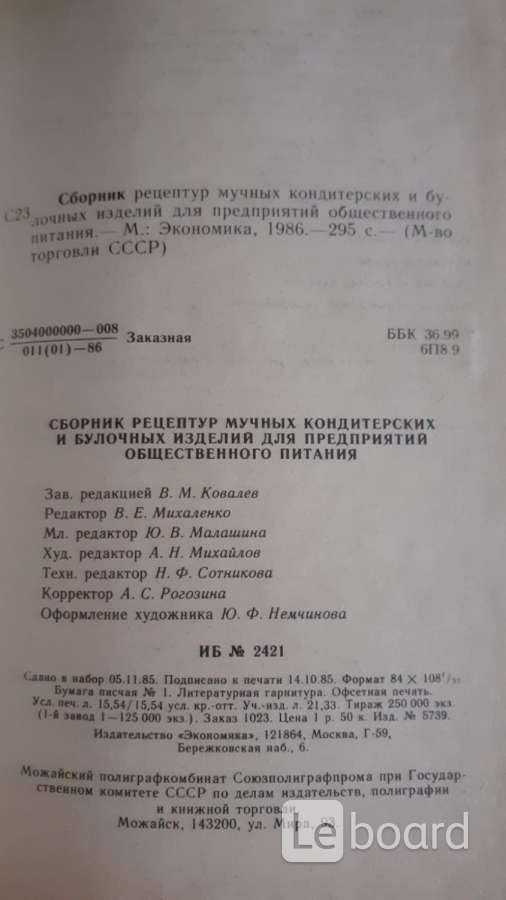 Сборник рецептур мучных кондитерских и бу-
С23 лочных изделий для предприятий общественного
питания.— М.: Экономика, 1986.—295 с.— (М-во
торговли СССР)
С 3504000000—008 Заказная ББК 36.99
011(01)—86 6П8.9
СБОРНИК РЕЦЕПТУР МУЧНЫХ КОНДИТЕРСКИХ
И БУЛОЧНЫХ ИЗДЕЛИЙ ДЛЯ ПРЕДПРИЯТИЙ
ОБЩЕСТВЕННОГО ПИТАНИЯ
Зав. редакцией В. М. Ковалев
Редактор В. Е. Михаленко
Мл. редактор Ю. В. Малашина
Худ. редактор А. Н. Михайлов
Техн. редактор Н. Ф. Сотникова
Корректор А. С. Рогозина
Оформление художника Ю. Ф. Немчинова
ИБ № 2421
Сдано в набор 05.11.85. Подписано к печати 14.10.85. Формат 84 × 108¹/₃₂.
Бумага писчая № 1. Литературная гарнитура. Офсетная печать.
Усл. печ. л. 15,54/15,54 усл. кр.-отт. Уч.-изд. л. 21,33. Тираж 250 000 экз.
(1-й завод 1—125 000 экз.). Заказ 1023. Цена 1 р. 50 к. Изд. № 5739.
Издательство «Экономика», 121864, Москва, Г-59,
Бережковская наб., 6.
Можайский полиграфкомбинат Союзполиграфпрома при Государ-
ственном комитете СССР по делам издательств, полиграфии
и книжной торговли.
Можайск, 143200, ул. Мира, 93.
Leboard